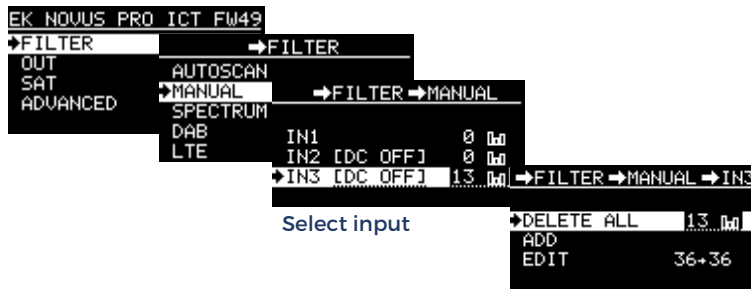 EK NOVUS PRO ICT FW49
➔FILTER
OUT
SAT
ADVANCED
➔FILTER
AUTOSCAN
➔MANUAL
SPECTRUM
DAB
LTE
➔FILTER ➔MANUAL
IN1 0
IN2 [DC OFF] 0
➔IN3 [DC OFF] 13
Select input
➔FILTER ➔MANUAL ➔IN3
➔DELETE ALL 13
ADD
EDIT 36→36